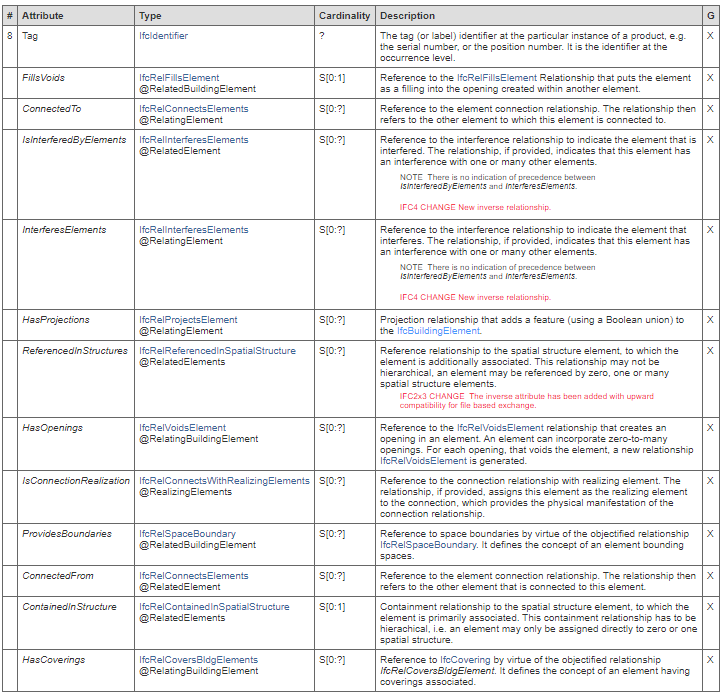 # Attribute Type Cardinality Description G
8 Tag IfcIdentifier ? The tag (or label) identifier at the particular instance of a product, e.g. X
the serial number, or the position number. It is the identifier at the
occurrence level.
FillsVoids IfcRelFillsElement S[0:1] Reference to the IfcRelFillsElement Relationship that puts the element X
@RelatedBuildingElement as a filling into the opening created within another element.
ConnectedTo IfcRelConnectsElements S[0:?] Reference to the element connection relationship. The relationship then X
@RelatingElement refers to the other element to which this element is connected to.
IsInterferedByElements IfcRelInterferesElements S[0:?] Reference to the interference relationship to indicate the element that is X
@RelatedElement interfered. The relationship, if provided, indicates that this element has
an interference with one or many other elements.
NOTE There is no indication of precedence between
IsInterferedByElements and InterferesElements.
IFC4 CHANGE New inverse relationship.
InterferesElements IfcRelInterferesElements S[0:?] Reference to the interference relationship to indicate the element that X
@RelatingElement interferes. The relationship, if provided, indicates that this element has
an interference with one or many other elements.
NOTE There is no indication of precedence between
IsInterferedByElements and InterferesElements.
IFC4 CHANGE New inverse relationship.
HasProjections IfcRelProjectsElement S[0:?] Projection relationship that adds a feature (using a Boolean union) to X
@RelatingElement the IfcBuildingElement.
ReferencedInStructures IfcRelReferencedInSpatialStructure S[0:?] Reference relationship to the spatial structure element, to which the X
@RelatedElements element is additionally associated. This relationship may not be
hierarchical, an element may be referenced by zero, one or many
spatial structure elements.
IFC2x3 CHANGE The inverse attribute has been added with upward
compatibility for file based exchange.
HasOpenings IfcRelVoidsElement S[0:?] Reference to the IfcRelVoidsElement relationship that creates an X
@RelatingBuildingElement opening in an element. An element can incorporate zero-to-many
openings. For each opening, that voids the element, a new relationship
IfcRelVoidsElement is generated.
IsConnectionRealization IfcRelConnectsWithRealizingElements S[0:?] Reference to the connection relationship with realizing element. The X
@RealizingElements relationship, if provided, assigns this element as the realizing element
to the connection, which provides the physical manifestation of the
connection relationship.
ProvidesBoundaries IfcRelSpaceBoundary S[0:?] Reference to space boundaries by virtue of the objectified relationship X
@RelatedBuildingElement IfcRelSpaceBoundary. It defines the concept of an element bounding
spaces.
ConnectedFrom IfcRelConnectsElements S[0:?] Reference to the element connection relationship. The relationship then X
@RelatedElement refers to the other element that is connected to this element.
ContainedInStructure IfcRelContainedInSpatialStructure S[0:1] Containment relationship to the spatial structure element, to which the X
@RelatedElements element is primarily associated. This containment relationship has to be
hierachical, i.e. an element may only be assigned directly to zero or one
spatial structure.
HasCoverings IfcRelCoversBldgElements S[0:?] Reference to IfcCovering by virtue of the objectified relationship X
@RelatingBuildingElement IfcRelCoversBldgElement. It defines the concept of an element having
coverings associated.